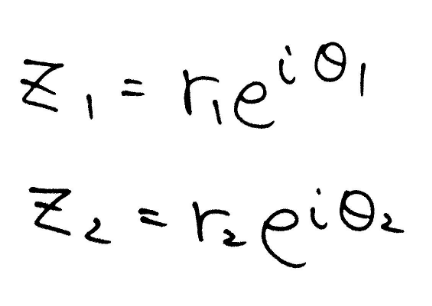 z₁ = r₁e^{iθ₁}
z₂ = r₂e^{iθ₂}